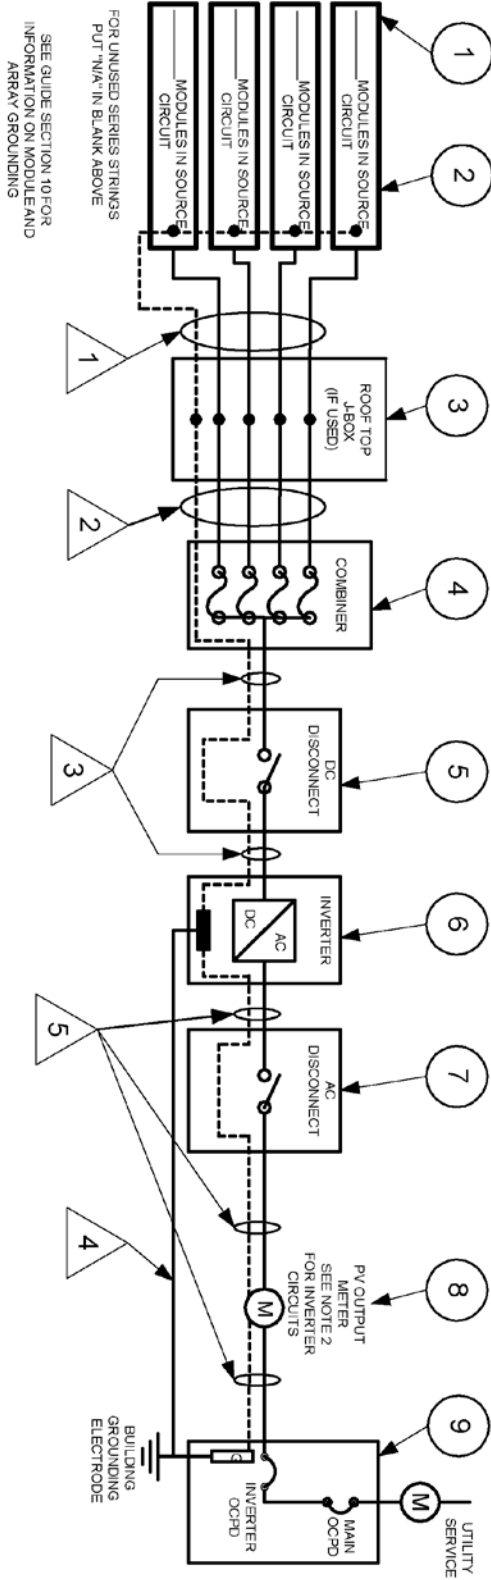 1
2
3
4
5
6
7
8
9
UTILITY
SERVICE
____MODULES IN SOURCE
CIRCUIT
____MODULES IN SOURCE
CIRCUIT
____MODULES IN SOURCE
CIRCUIT
____MODULES IN SOURCE
CIRCUIT
ROOF TOP
J-BOX
(IF USED)
COMBINER
DC
DISCONNECT
INVERTER
AC
DC
AC
DISCONNECT
PV OUTPUT
METER
SEE NOTE 2
FOR INVERTER
CIRCUITS
M
M
MAIN
OCPD
INVERTER
OCPD
G
BUILDING
GROUNDING
ELECTRODE
FOR UNUSED SERIES STRINGS
PUT "N/A" IN BLANK ABOVE
SEE GUIDE SECTION 10 FOR
INFORMATION ON MODULE AND
ARRAY GROUNDING
1
2
3
5
4